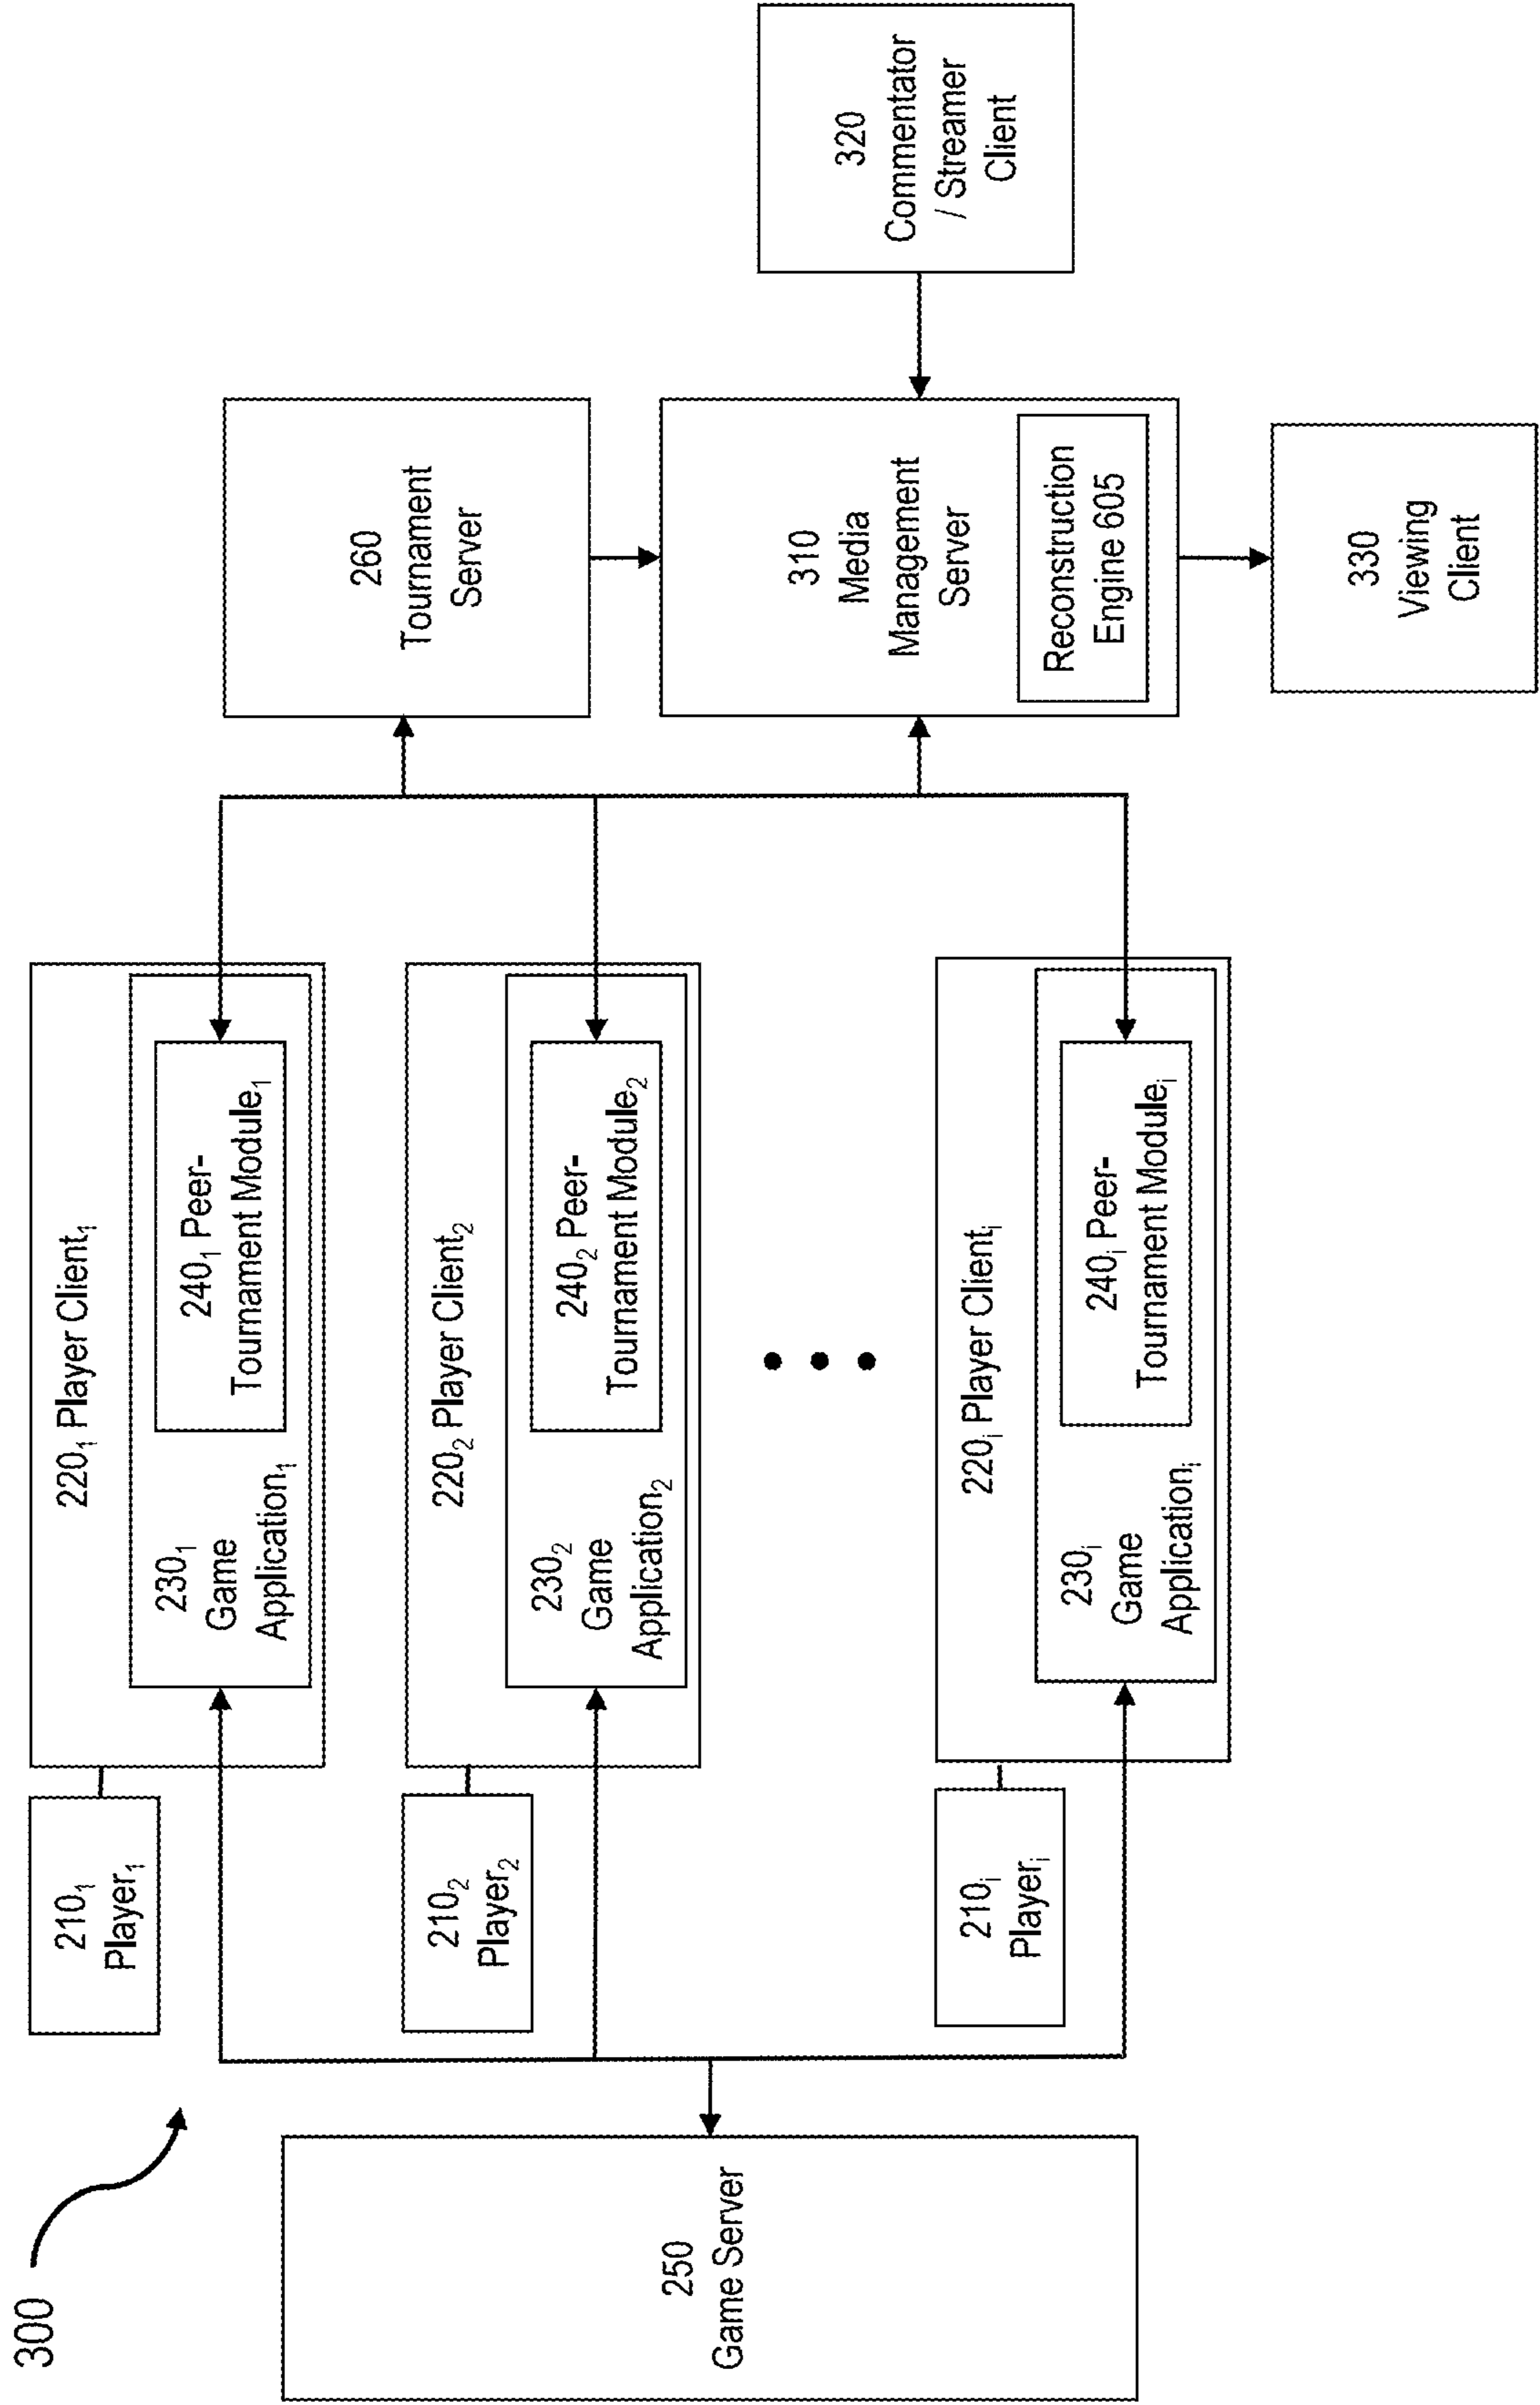 300
250
Game Server
210₁
Player₁
220₁ Player Client₁
230₁
Game
Application₁
240₁ Peer-
Tournament Module₁
210₂
Player₂
220₂ Player Client₂
230₂
Game
Application₂
240₂ Peer-
Tournament Module₂
210ᵢ
Playerᵢ
220ᵢ Player Clientᵢ
230ᵢ
Game
Applicationᵢ
240ᵢ Peer-
Tournament Moduleᵢ
260
Tournament
Server
310
Media
Management
Server
Reconstruction
Engine 605
320
Commentator
/ Streamer
Client
330
Viewing
Client